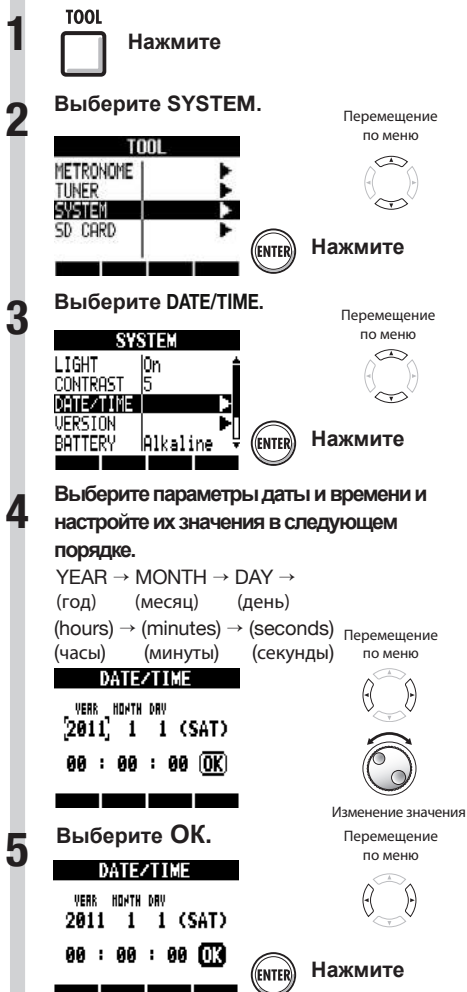 1
TOOL
Нажмите
2
Выберите SYSTEM.
Перемещение
по меню
TOOL
METRONOME
TUNER
SYSTEM
SD CARD
ENTER
Нажмите
3
Выберите DATE/TIME.
Перемещение
по меню
SYSTEM
LIGHT On
CONTRAST 5
DATE/TIME
VERSION
BATTERY Alkaline
ENTER
Нажмите
4
Выберите параметры даты и времени и
настройте их значения в следующем
порядке.
YEAR → MONTH → DAY →
(год) (месяц) (день)
(hours) → (minutes) → (seconds)
(часы) (минуты) (секунды)
Перемещение
по меню
DATE/TIME
YEAR MONTH DAY
2011 1 1 (SAT)
00 : 00 : 00 OK
Изменение значения
5
Выберите OK.
Перемещение
по меню
DATE/TIME
YEAR MONTH DAY
2011 1 1 (SAT)
00 : 00 : 00 OK
ENTER
Нажмите